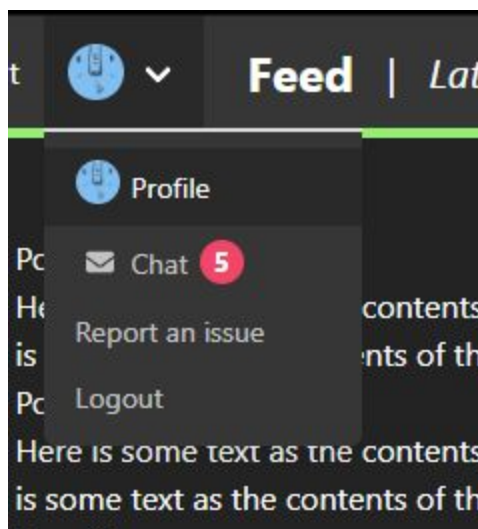 t Feed | Lat
Profile
Po
Chat 5
He contents
Report an issue
is nts of th
Po
Logout
Here is some text as the contents
is some text as the contents of th